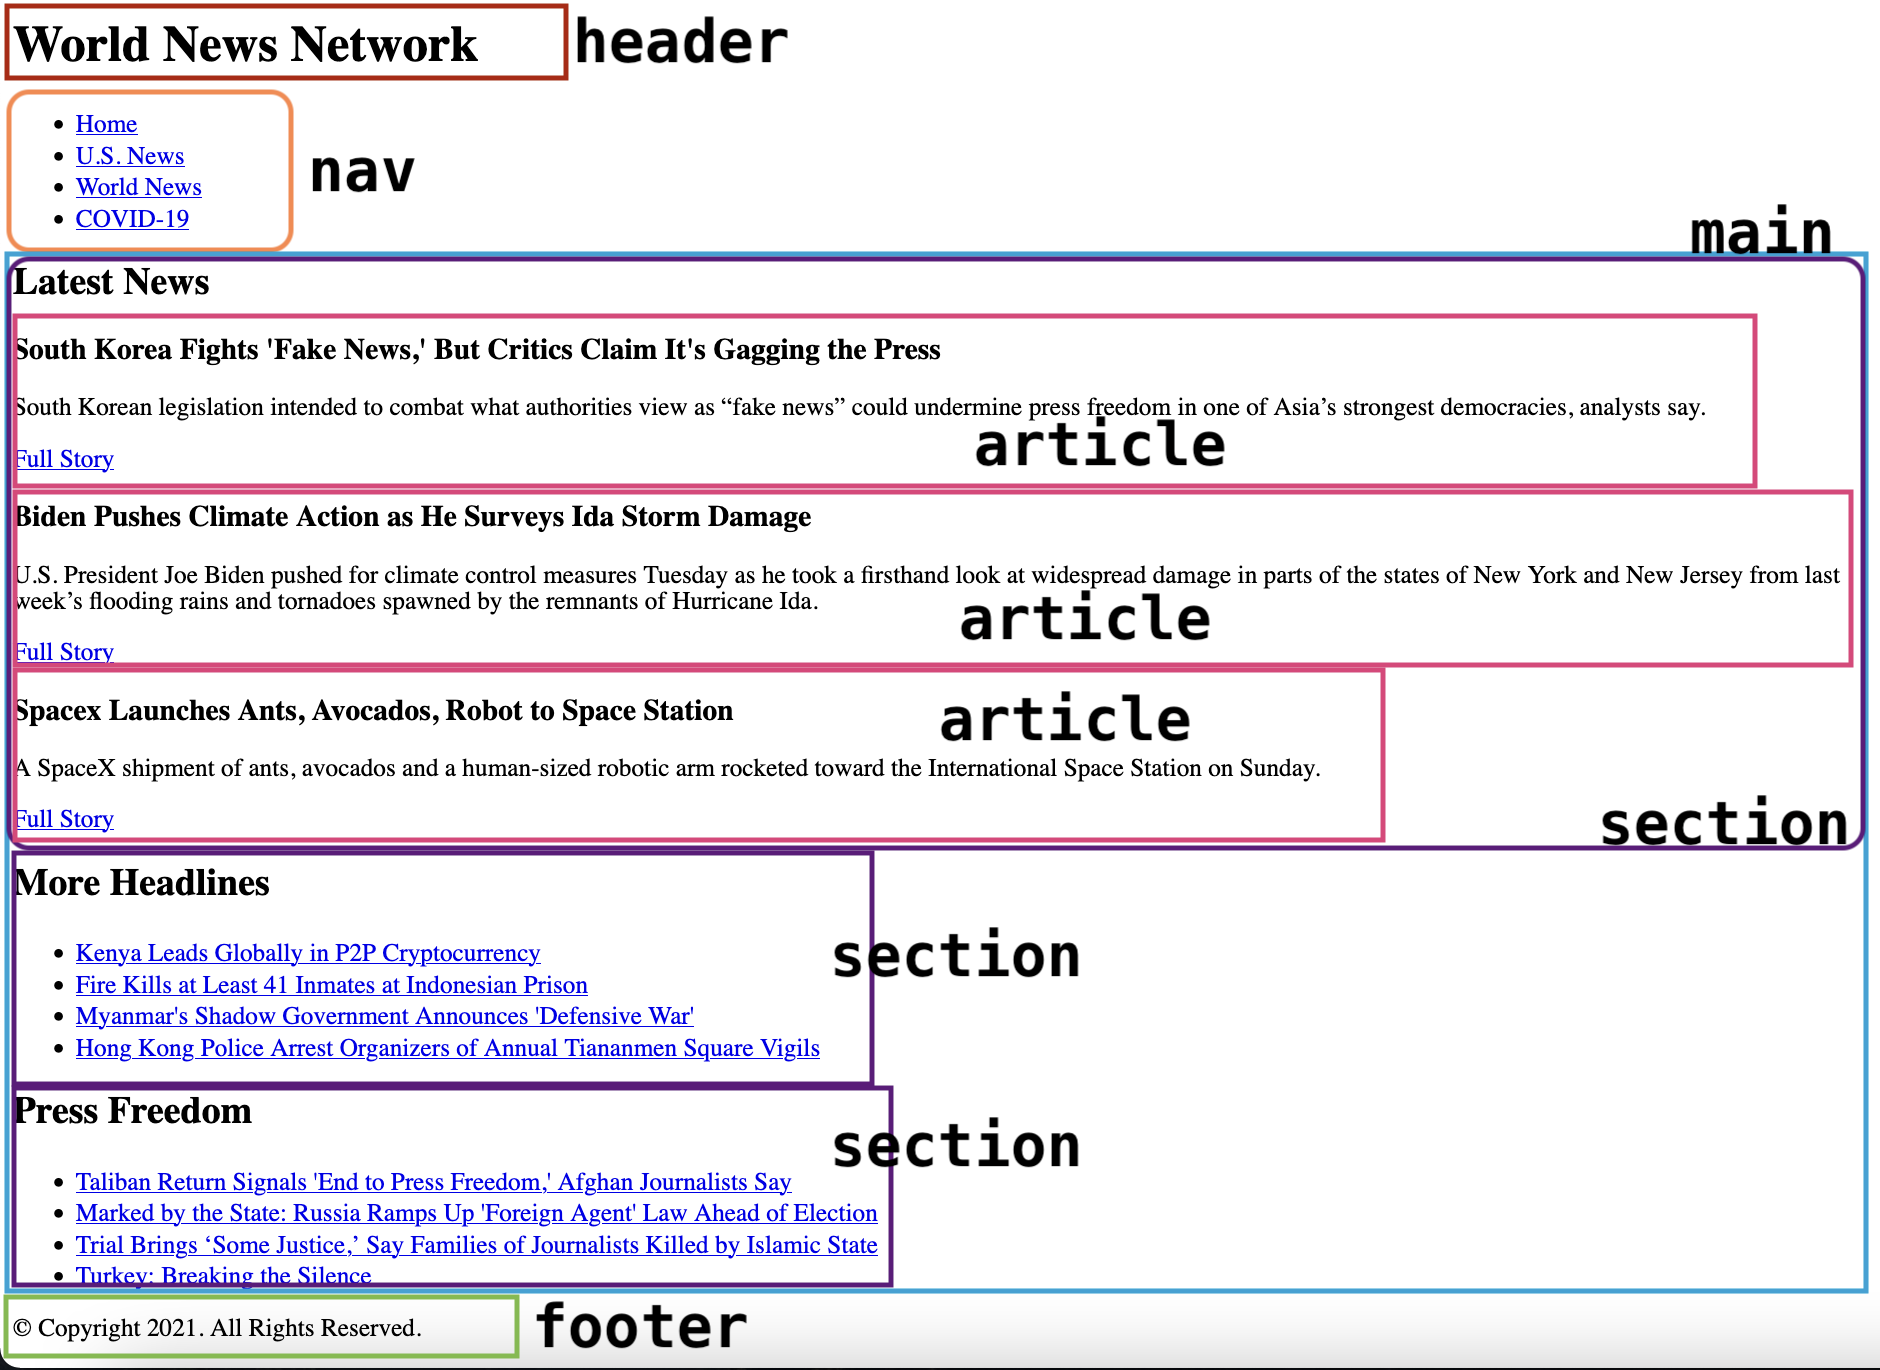 World News Network
header
Home
U.S. News
nav
World News
COVID-19
main
Latest News
South Korea Fights 'Fake News,' But Critics Claim It's Gagging the Press
South Korean legislation intended to combat what authorities view as “fake news” could undermine press freedom in one of Asia’s strongest democracies, analysts say.
article
Full Story
Biden Pushes Climate Action as He Surveys Ida Storm Damage
U.S. President Joe Biden pushed for climate control measures Tuesday as he took a firsthand look at widespread damage in parts of the states of New York and New Jersey from last
week’s flooding rains and tornadoes spawned by the remnants of Hurricane Ida.
article
Full Story
Spacex Launches Ants, Avocados, Robot to Space Station
article
A SpaceX shipment of ants, avocados and a human-sized robotic arm rocketed toward the International Space Station on Sunday.
Full Story
section
More Headlines
Kenya Leads Globally in P2P Cryptocurrency
section
Fire Kills at Least 41 Inmates at Indonesian Prison
Myanmar's Shadow Government Announces 'Defensive War'
Hong Kong Police Arrest Organizers of Annual Tiananmen Square Vigils
Press Freedom
section
Taliban Return Signals 'End to Press Freedom,' Afghan Journalists Say
Marked by the State: Russia Ramps Up 'Foreign Agent' Law Ahead of Election
Trial Brings ‘Some Justice,’ Say Families of Journalists Killed by Islamic State
Turkey: Breaking the Silence
© Copyright 2021. All Rights Reserved.
footer